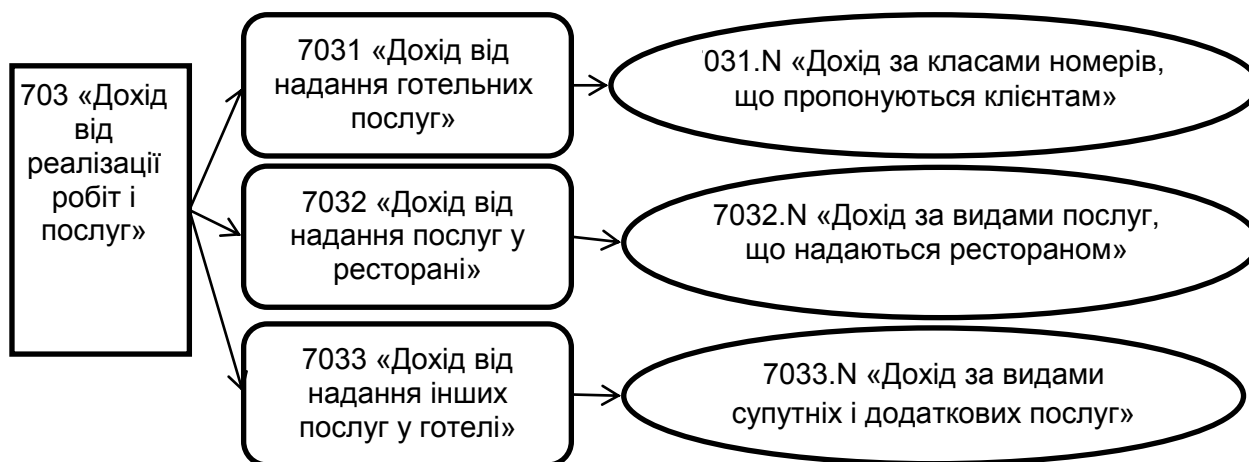 703 «Дохід
від
реалізації
робіт і
послуг»
7031 «Дохід від
надання готельних
послуг»
031.N «Дохід за класами номерів,
що пропонуються клієнтам»
7032 «Дохід від
надання послуг у
ресторані»
7032.N «Дохід за видами послуг,
що надаються рестораном»
7033 «Дохід від
надання інших
послуг у готелі»
7033.N «Дохід за видами
супутніх і додаткових послуг»